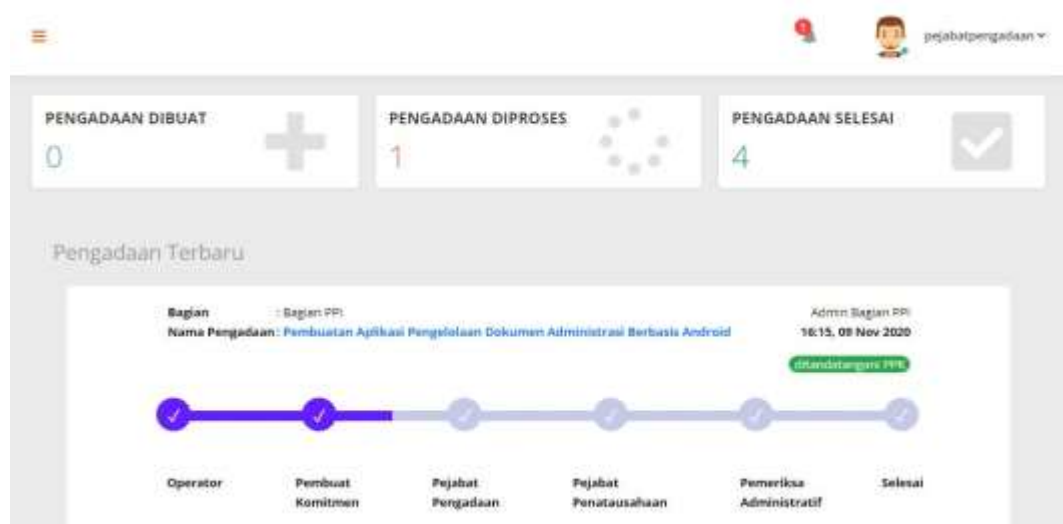 1
pejabatpengadaan
PENGADAAN DIBUAT
0
PENGADAAN DIPROSES
1
PENGADAAN SELESAI
4
Pengadaan Terbaru
Bagian : Bagian PPI
Admin Bagian PPI
Nama Pengadaan : Pembuatan Aplikasi Pengelolaan Dokumen Administrasi Berbasis Android
16:15, 09 Nov 2020
ditandatangani PPK
Operator
Pembuat
Komitmen
Pejabat
Pengadaan
Pejabat
Penatausahaan
Pemeriksa
Administratif
Selesai